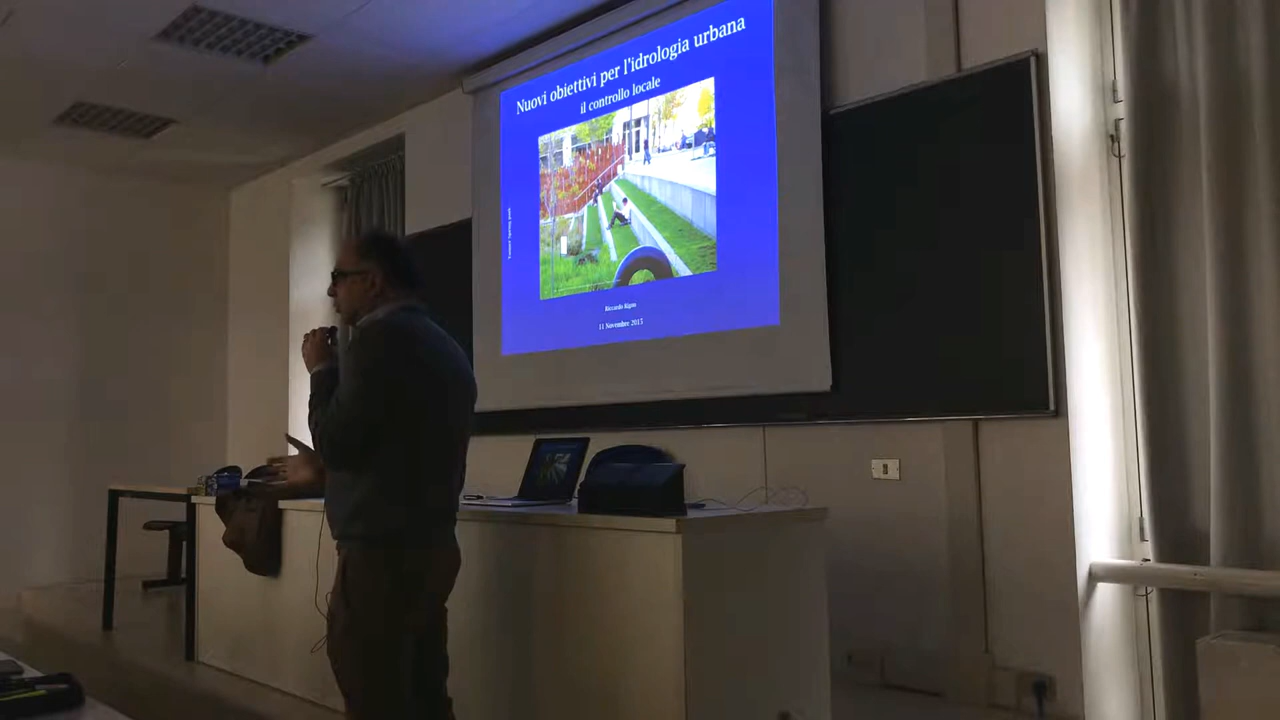 Nuovi obiettivi per l'idrologia urbana
il controllo locale
Riccardo Rigon
11 Novembre 2015